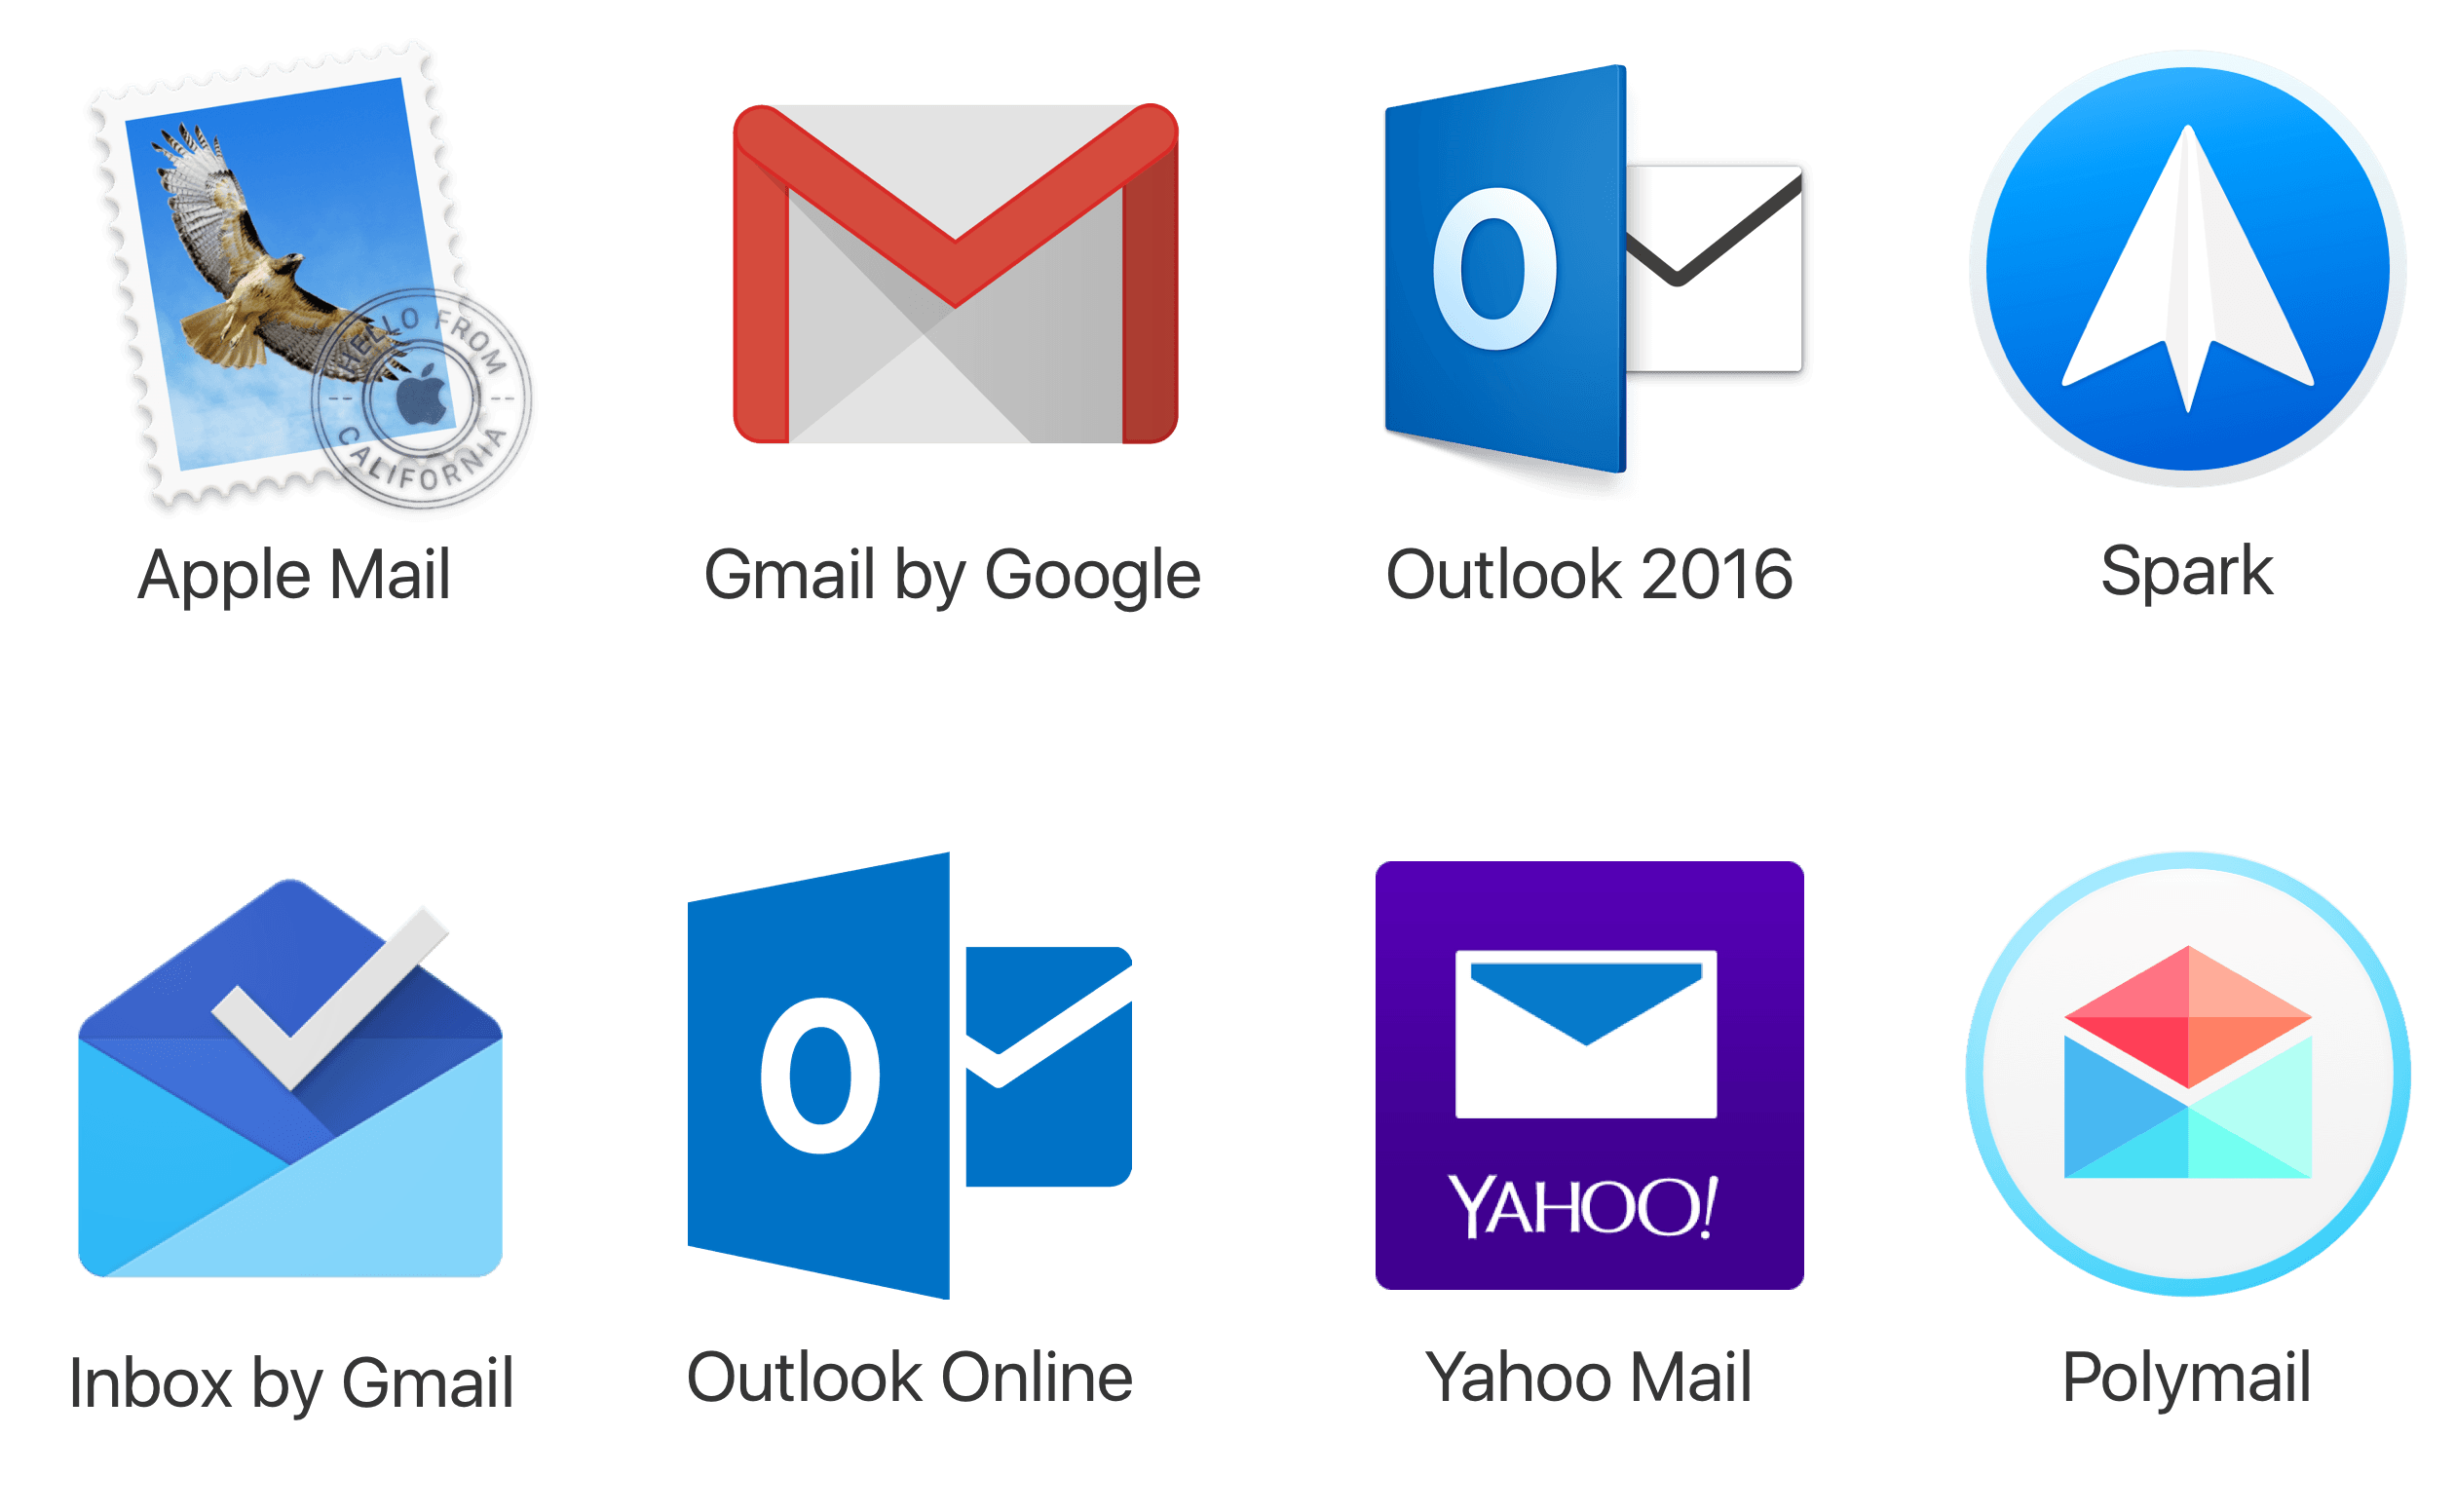 HELLO FROM
CALIFORNIA
Apple Mail
Gmail by Google
O
Outlook 2016
Spark
Inbox by Gmail
O
Outlook Online
YAHOO!
Yahoo Mail
Polymail